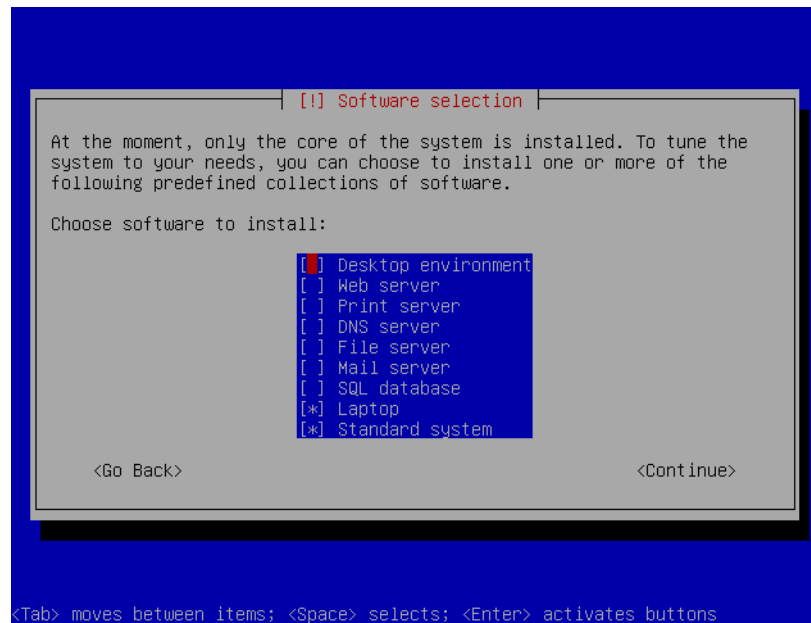 [!] Software selection
At the moment, only the core of the system is installed. To tune the
system to your needs, you can choose to install one or more of the
following predefined collections of software.
Choose software to install:
[ ] Desktop environment
[ ] Web server
[ ] Print server
[ ] DNS server
[ ] File server
[ ] Mail server
[ ] SQL database
[*] Laptop
[*] Standard system
<Go Back> <Continue>
<Tab> moves between items; <Space> selects; <Enter> activates buttons